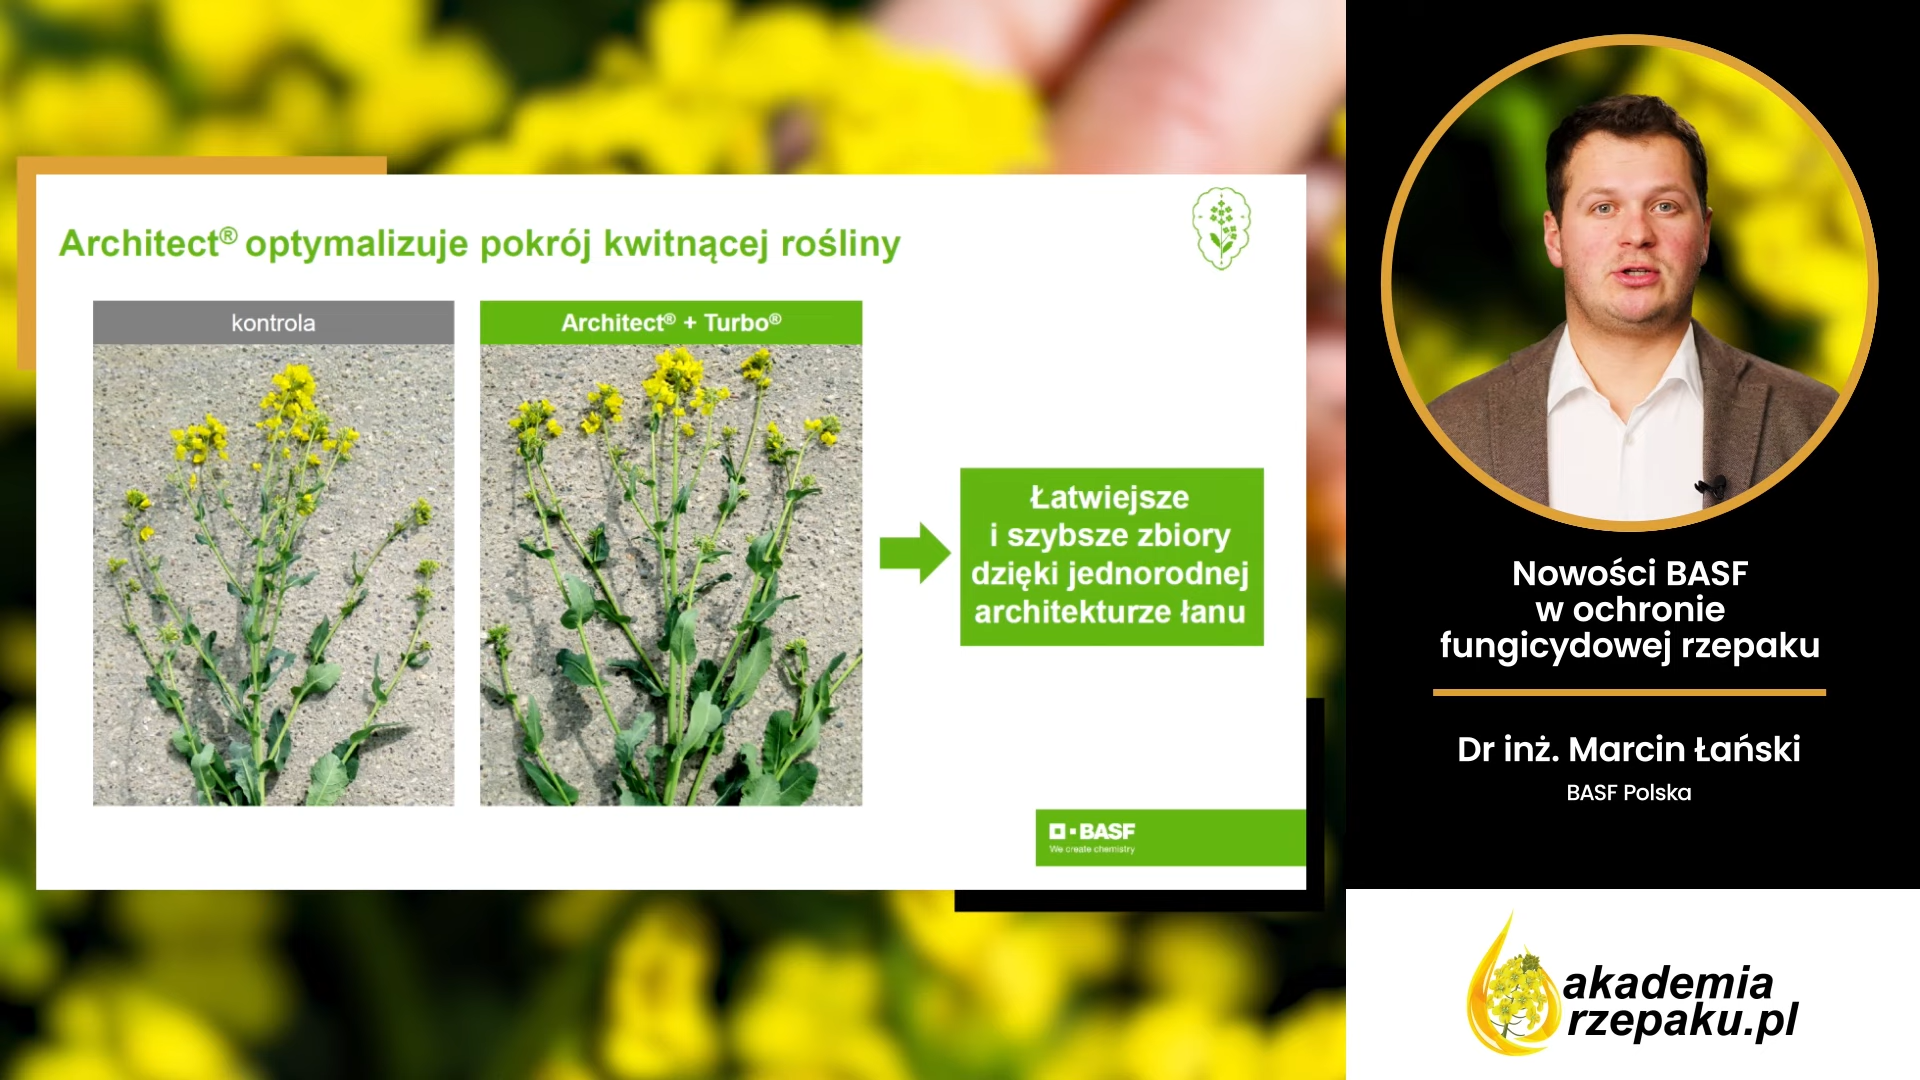 Architect® optymalizuje pokrój kwitnącej rośliny
kontrola
Architect® + Turbo®
Łatwiejsze
i szybsze zbiory
dzięki jednorodnej
architekturze łanu
BASF
We create chemistry
Nowości BASF
w ochronie
fungicydowej rzepaku
Dr inż. Marcin Łański
BASF Polska
akademia
rzepaku.pl